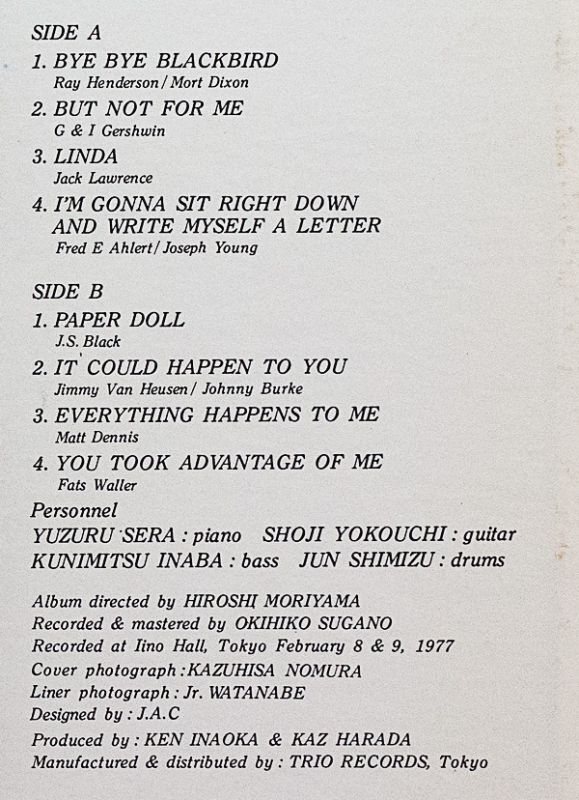 SIDE A
1. BYE BYE BLACKBIRD
Ray Henderson/Mort Dixon
2. BUT NOT FOR ME
G & I Gershwin
3. LINDA
Jack Lawrence
4. I'M GONNA SIT RIGHT DOWN
AND WRITE MYSELF A LETTER
Fred E Ahlert/Joseph Young
SIDE B
1. PAPER DOLL
J.S. Black
2. IT COULD HAPPEN TO YOU
Jimmy Van Heusen/ Johnny Burke
3. EVERYTHING HAPPENS TO ME
Matt Dennis
4. YOU TOOK ADVANTAGE OF ME
Fats Waller
Personnel
YUZURU SERA : piano SHOJI YOKOUCHI : guitar
KUNIMITSU INABA : bass JUN SHIMIZU : drums
Album directed by HIROSHI MORIYAMA
Recorded & mastered by OKIHIKO SUGANO
Recorded at Iino Hall, Tokyo February 8 & 9, 1977
Cover photograph : KAZUHISA NOMURA
Liner photograph : Jr. WATANABE
Designed by : J.A.C
Produced by : KEN INAOKA & KAZ HARADA
Manufactured & distributed by : TRIO RECORDS, Tokyo